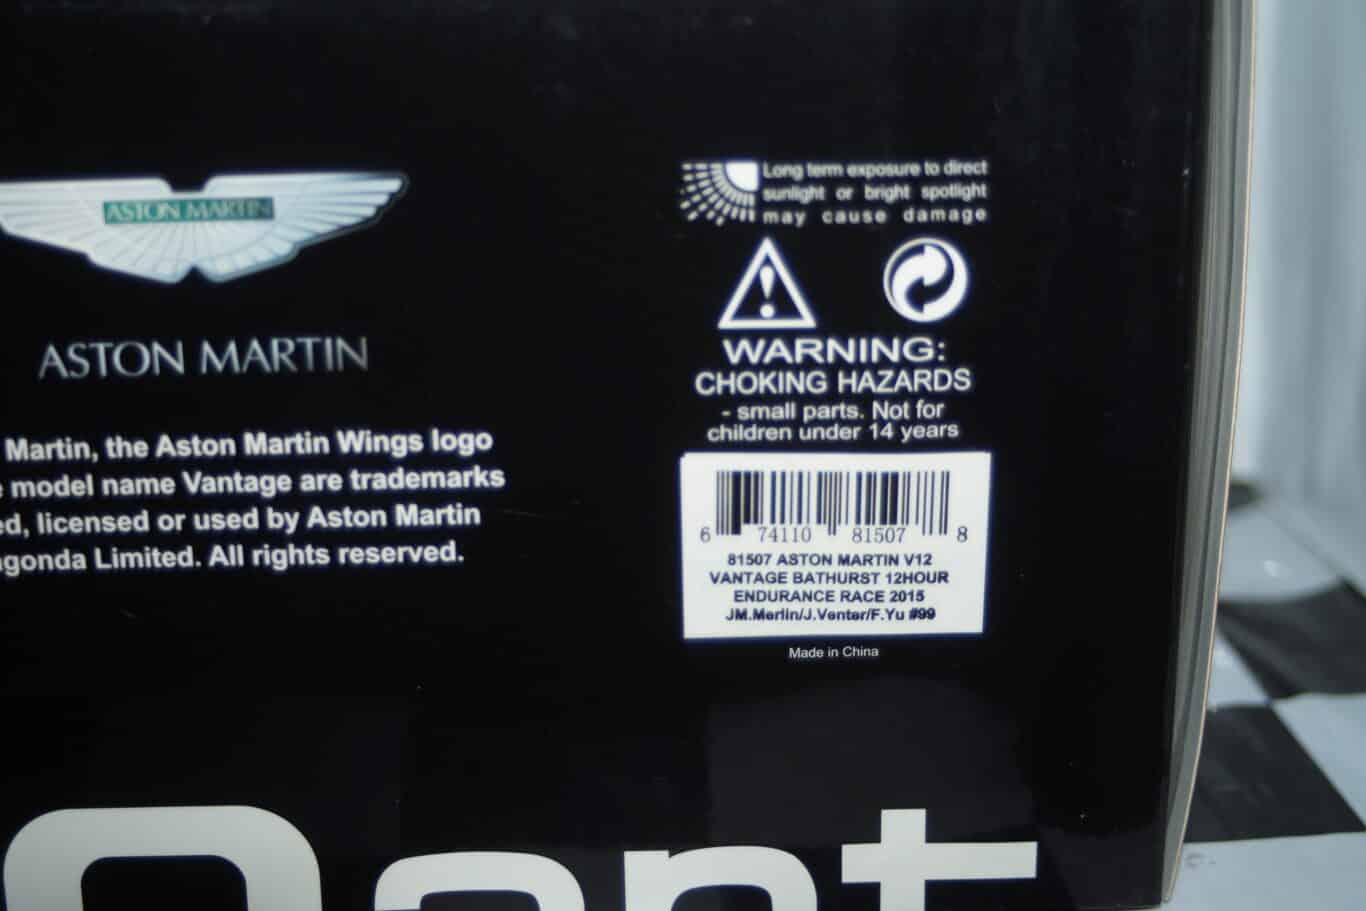 ASTON MARTIN
ASTON MARTIN
Martin, the Aston Martin Wings logo
model name Vantage are trademarks
ed, licensed or used by Aston Martin
gonda Limited. All rights reserved.
Long term exposure to direct
sunlight or bright spotlight
may cause damage
WARNING:
CHOKING HAZARDS
- small parts. Not for
children under 14 years
6 74110 81507 8
81507 ASTON MARTIN V12
VANTAGE BATHURST 12HOUR
ENDURANCE RACE 2015
JM.Merlin/J.Venter/F.Yu #99
Made in China